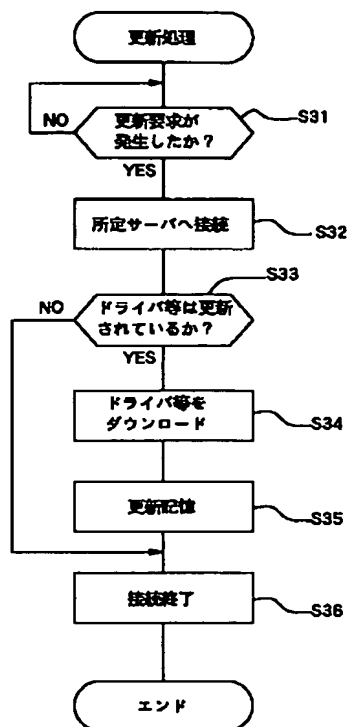 更新処理
更新要求が
発生したか？
NO
S31
YES
所定サーバへ接続
S32
S33
NO
ドライバ等は更新
されているか？
YES
ドライバ等を
ダウンロード
S34
更新記憶
S35
接続終了
S36
エンド